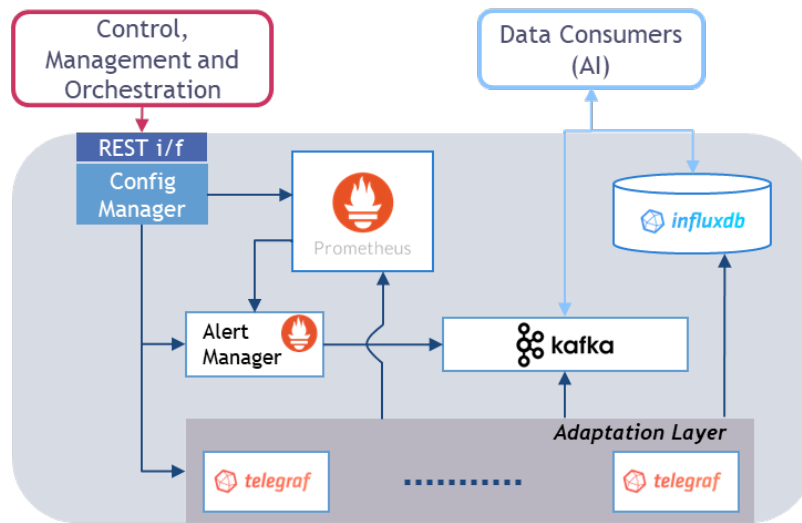 Control,
Management and
Orchestration
Data Consumers
(AI)
REST i/f
Config
Manager
Prometheus
influxdb
Alert
Manager
kafka
Adaptation Layer
telegraf
telegraf